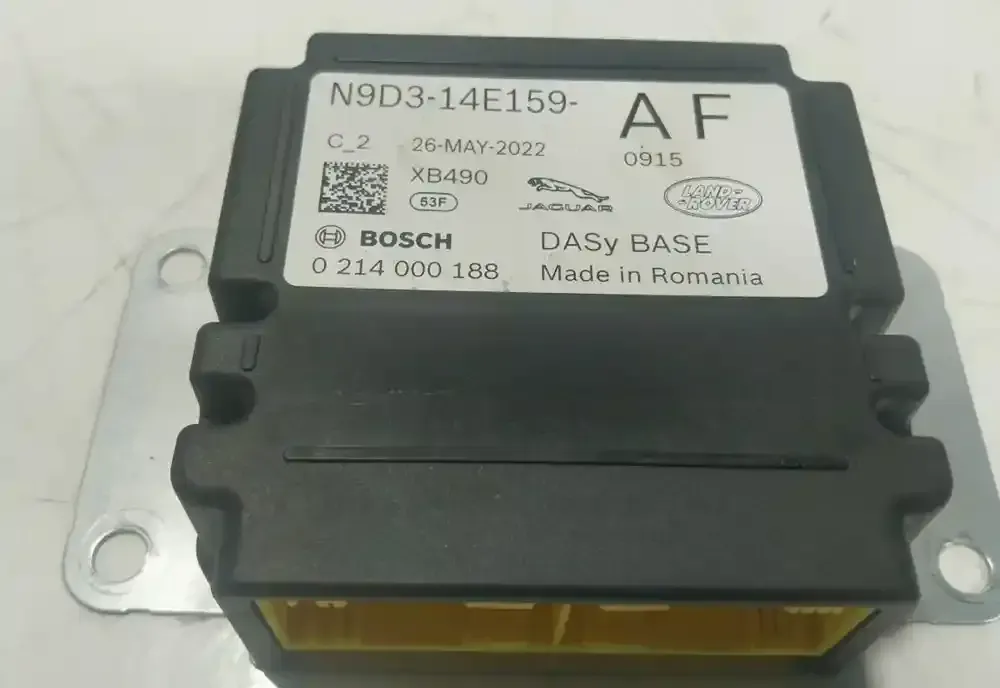 N9D3-14E159- AF
C_2 26-MAY-2022 0915
XB490
53F
JAGUAR
LAND-
ROVER
BOSCH DASy BASE
0 214 000 188 Made in Romania